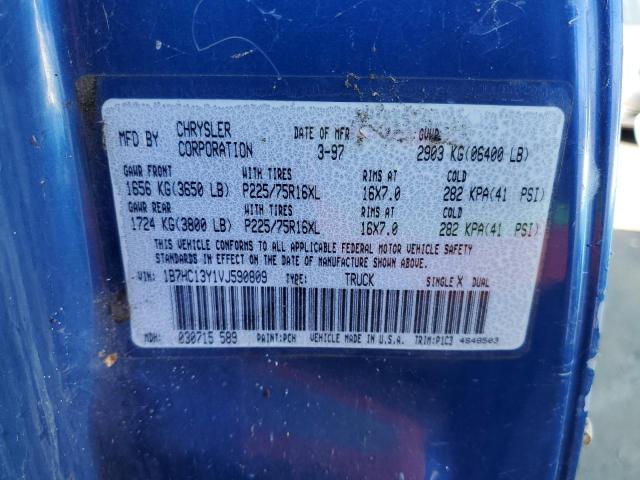 MFD BY CHRYSLER CORPORATION DATE OF MFR 3-97 GVWR 2903 KG(06400 LB)
GAWR FRONT WITH TIRES RIMS AT COLD
1656 KG(3650 LB) P225/75R16XL 16X7.0 282 KPA(41 PSI)
GAWR REAR WITH TIRES RIMS AT COLD
1724 KG(3800 LB) P225/75R16XL 16X7.0 282 KPA(41 PSI)
THIS VEHICLE CONFORMS TO ALL APPLICABLE FEDERAL MOTOR VEHICLE SAFETY
STANDARDS IN EFFECT ON THE DATE OF MANUFACTURE SHOWN ABOVE.
VIN: 1B7HC13Y1VJ590809 TYPE: TRUCK SINGLE X DUAL
MDH: 030715 589 PAINT:PCH VEHICLE MADE IN U.S.A. TRIM:P1C3 4648503